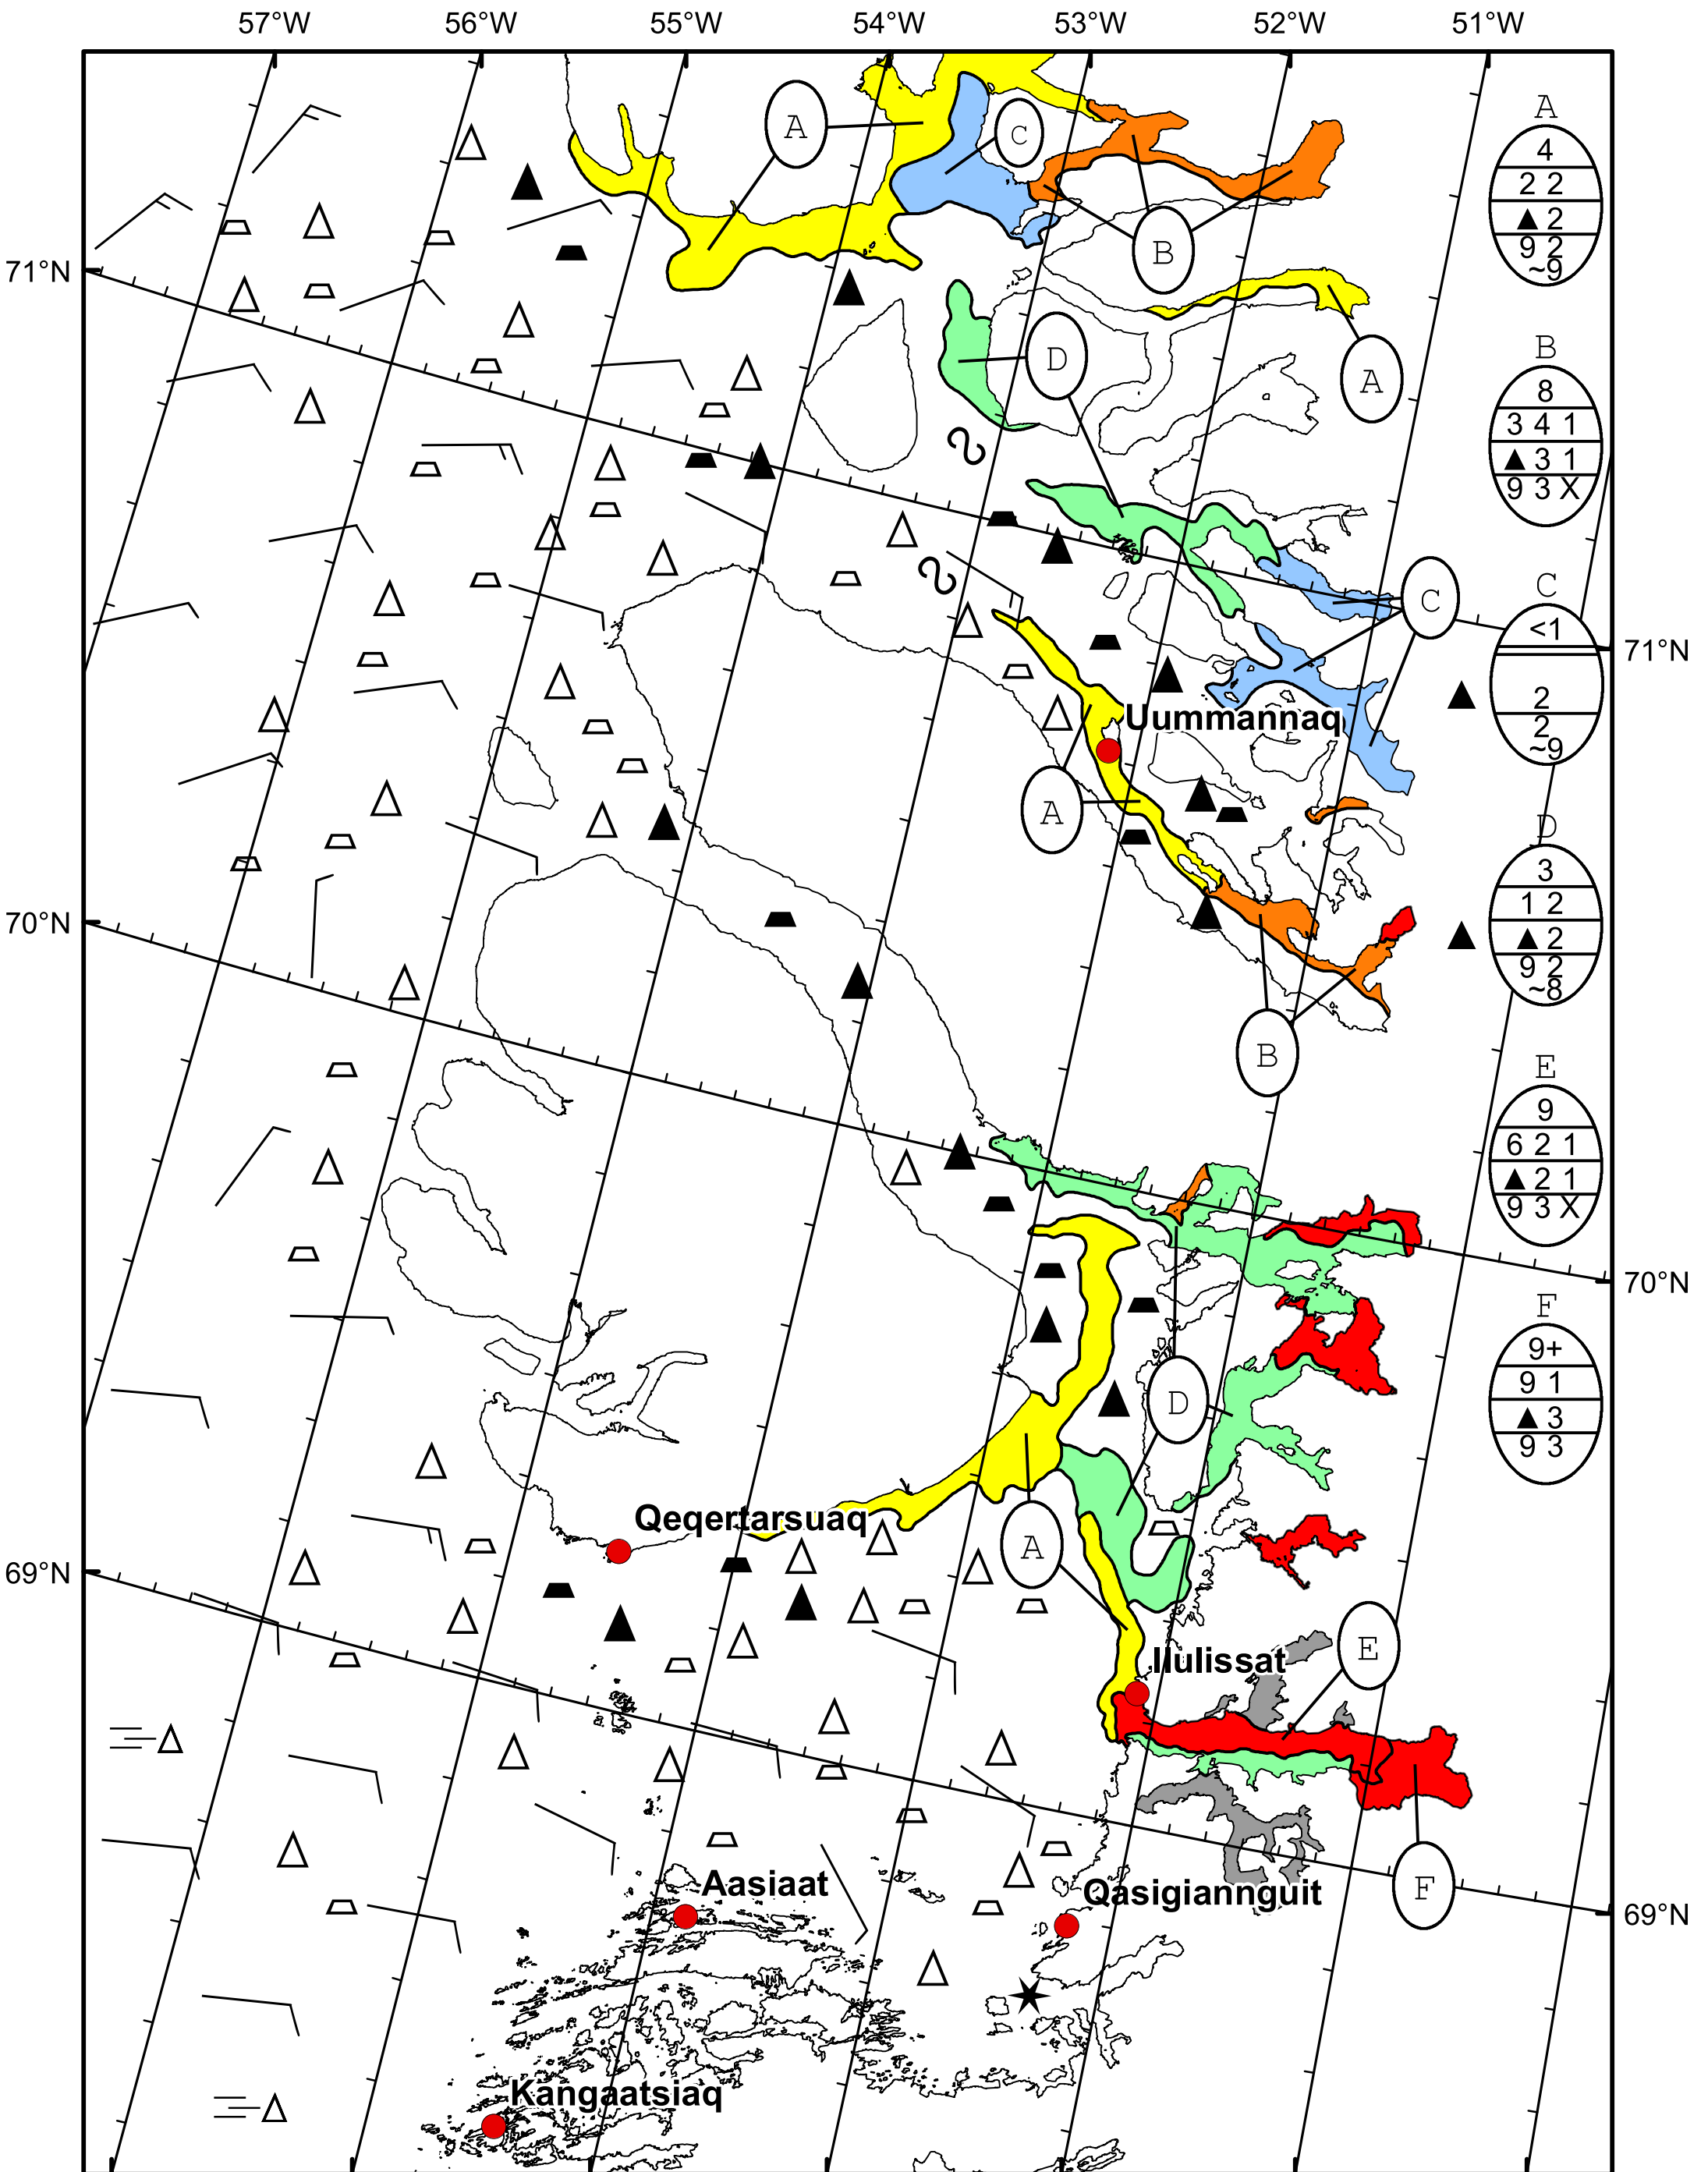 57°W 56°W 55°W 54°W 53°W 52°W 51°W
A
4
2 2
▲ 2
9 2
~9
A
C
B
71°N
D
A
B
8
3 4 1
▲ 3 1
9 3 X
C
C
<1
2
2
~9
71°N
Uummannaq
A
D
3
1 2
▲ 2
9 2
~8
70°N
B
E
9
6 2 1
▲ 2 1
9 3 X
70°N
F
9+
9 1
▲ 3
9 3
D
Qeqertarsuaq
A
69°N
E
Ilulissat
Aasiaat
Qasigiannguit
F
69°N
Kangaatsiaq